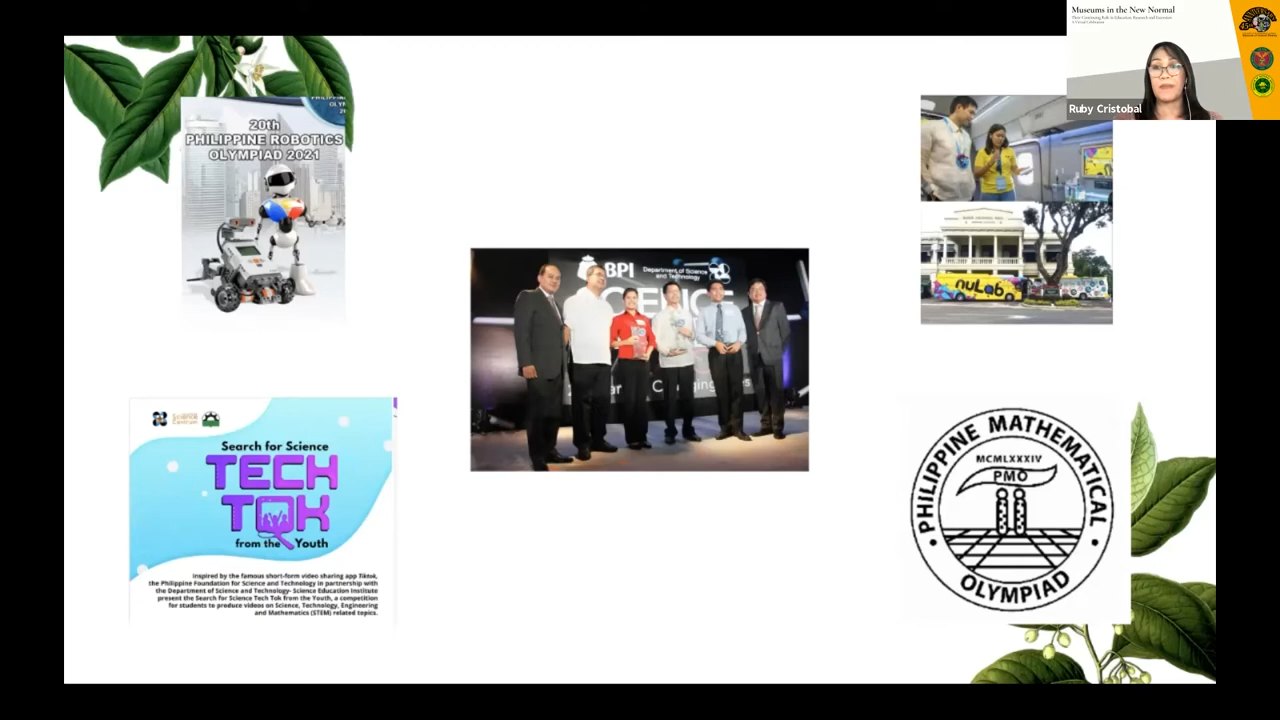 Museums in the New Normal
Ruby Cristobal
20th
PHILIPPINE ROBOTICS
OLYMPIAD 2021
BPI
Department of Science
and Technology
nuLab
Science
Centrum
Search for Science
TECH
TOK
from the Youth
Inspired by the famous short-form video sharing app Tiktok,
the Philippine Foundation for Science and Technology in partnership with
the Department of Science and Technology- Science Education Institute
present the Search for Science Tech Tok from the Youth, a competition
for students to produce videos on Science, Technology, Engineering
and Mathematics (STEM) related topics.
PHILIPPINE MATHEMATICAL
MCMLXXXIV
PMO
OLYMPIAD